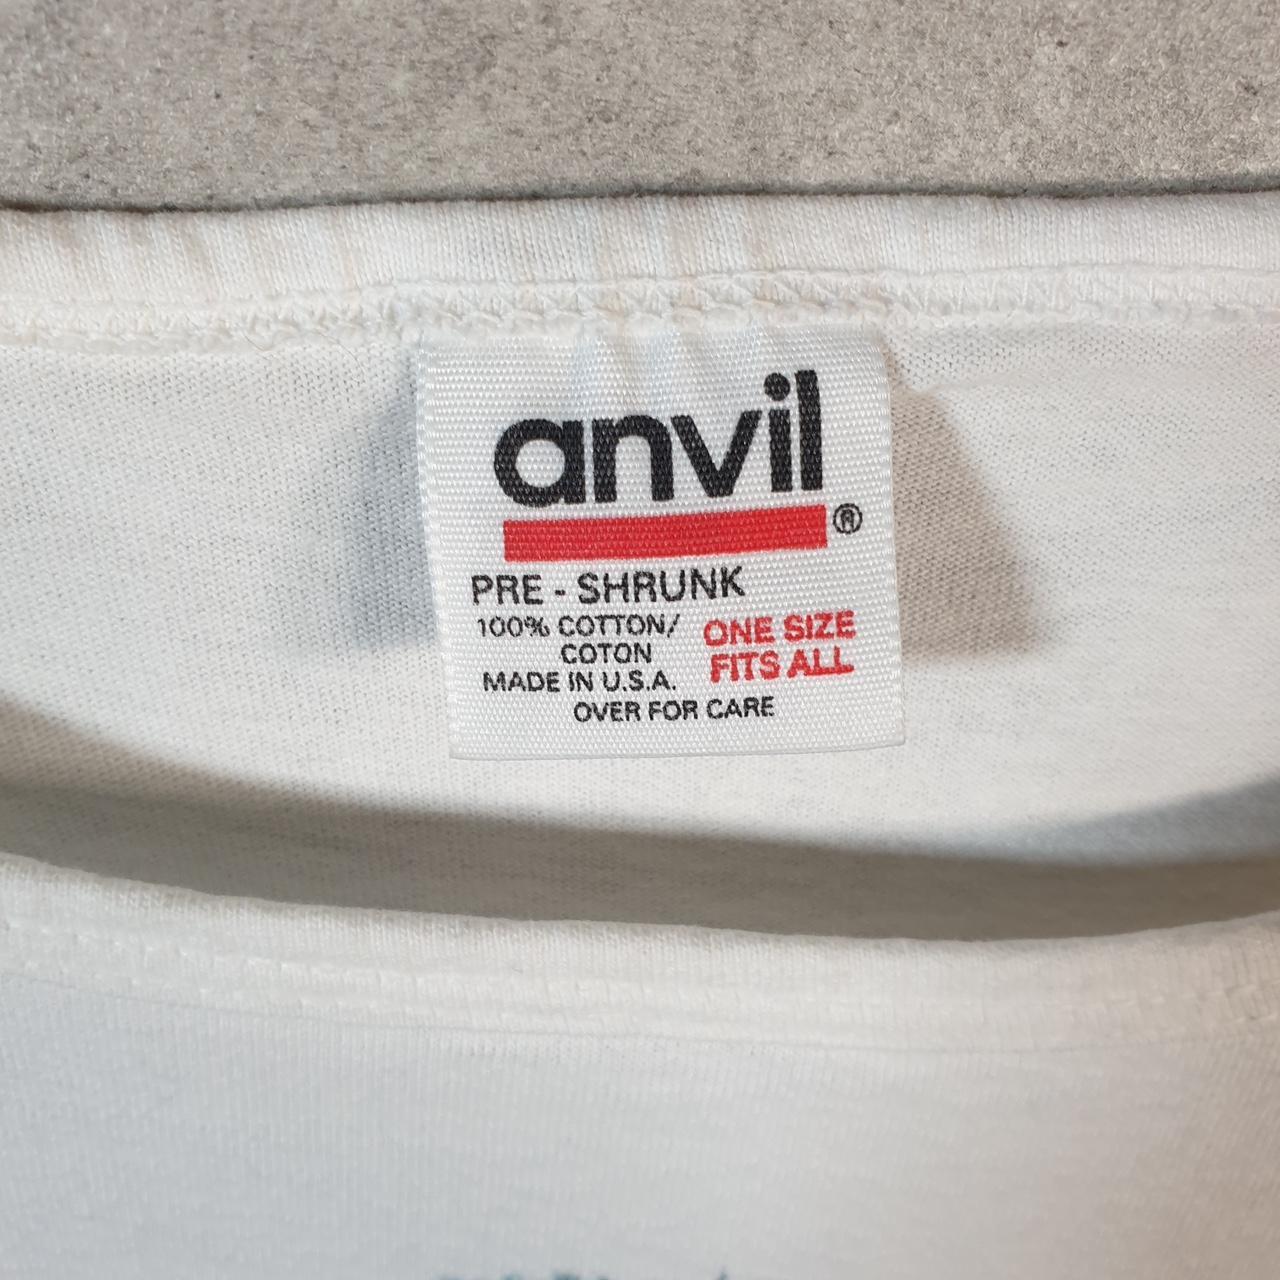 anvil®
PRE - SHRUNK
100% COTTON/
COTON
ONE SIZE
FITS ALL
MADE IN U.S.A.
OVER FOR CARE